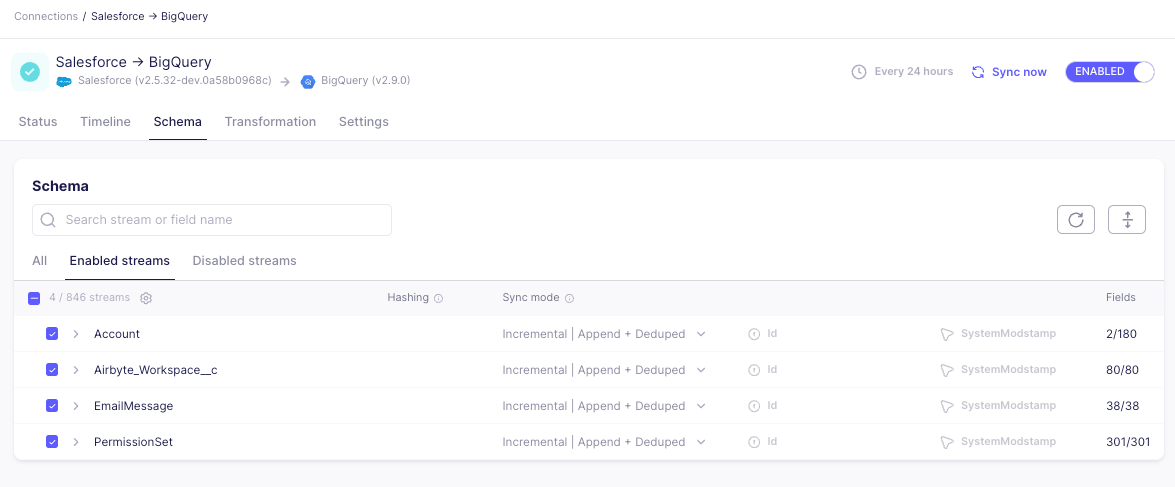 Connections / Salesforce → BigQuery
Salesforce → BigQuery
Salesforce (v2.5.32-dev.0a58b0968c) → BigQuery (v2.9.0)
Every 24 hours Sync now ENABLED
Status Timeline Schema Transformation Settings
Schema
Search stream or field name
All Enabled streams Disabled streams
4 / 846 streams Hashing Sync mode Fields
Account Incremental | Append + Deduped Id SystemModstamp 2/180
Airbyte_Workspace__c Incremental | Append + Deduped Id SystemModstamp 80/80
EmailMessage Incremental | Append + Deduped Id SystemModstamp 38/38
PermissionSet Incremental | Append + Deduped Id SystemModstamp 301/301